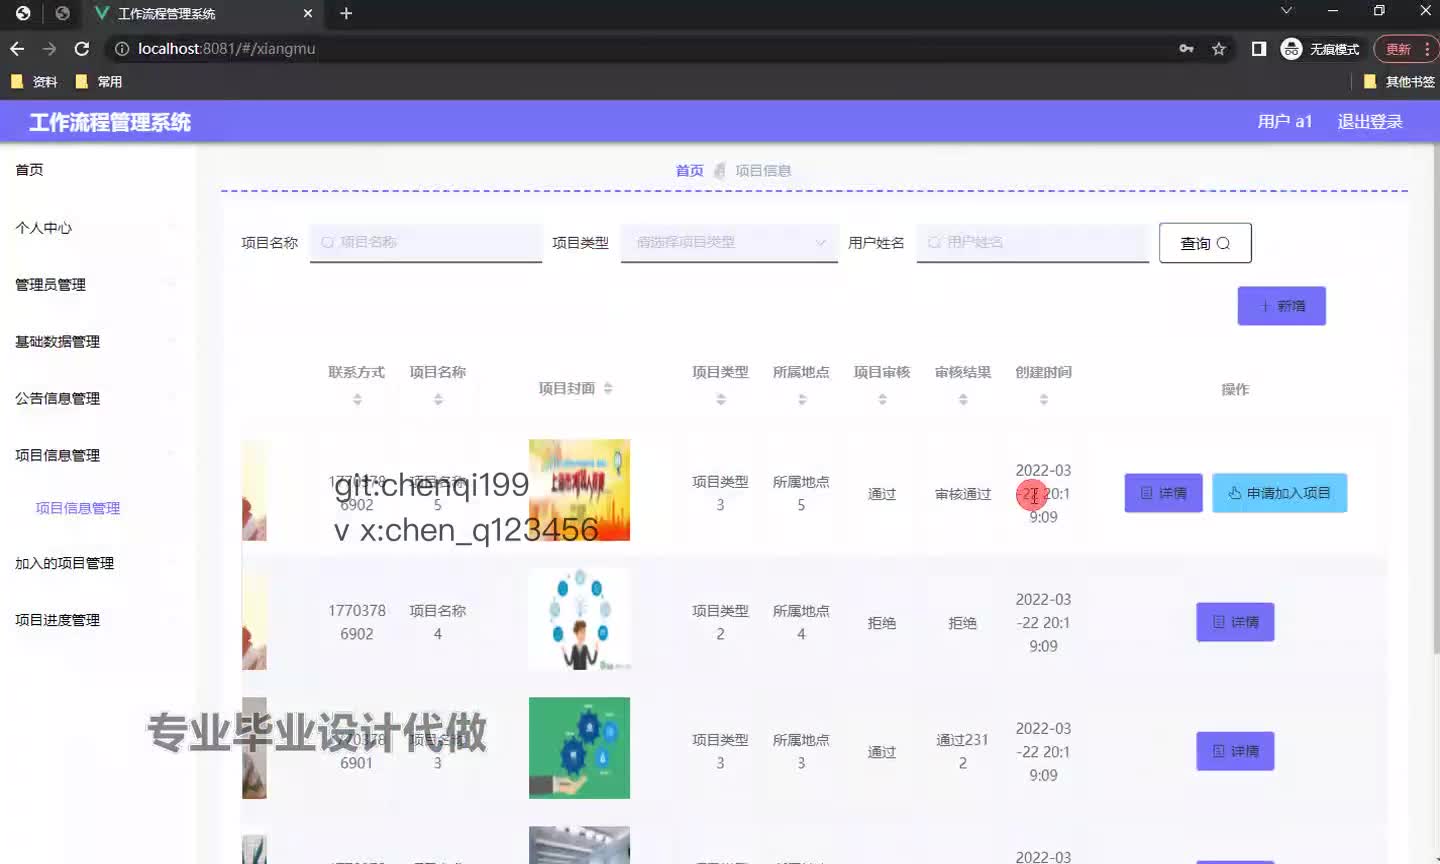 工作流程管理系统
localhost:8081/#/xiangmu
无痕模式
更新
资料
常用
其他书签
工作流程管理系统
用户 a1
退出登录
首页
个人中心
管理员管理
基础数据管理
公告信息管理
项目信息管理
项目信息管理
加入的项目管理
项目进度管理
首页 项目信息
项目名称 项目名称 项目类型 请选择项目类型 用户姓名 用户姓名 查询
新增
联系方式 项目名称 项目封面 项目类型 所属地点 项目审核 审核结果 创建时间 操作
1770378 项目名称 项目类型 所属地点 通过 审核通过 2022-03
6902 5 3 5 -22 20:1
9:09
详情 申请加入项目
git:chenqi199
v x:chen_q123456
1770378 项目名称 项目类型 所属地点 拒绝 拒绝 2022-03
6902 4 2 4 -22 20:1
9:09
详情
专业毕业设计代做
1770378 项目名称 项目类型 所属地点 通过 通过231 2022-03
6901 3 3 3 2 -22 20:1
9:09
详情
2022-03